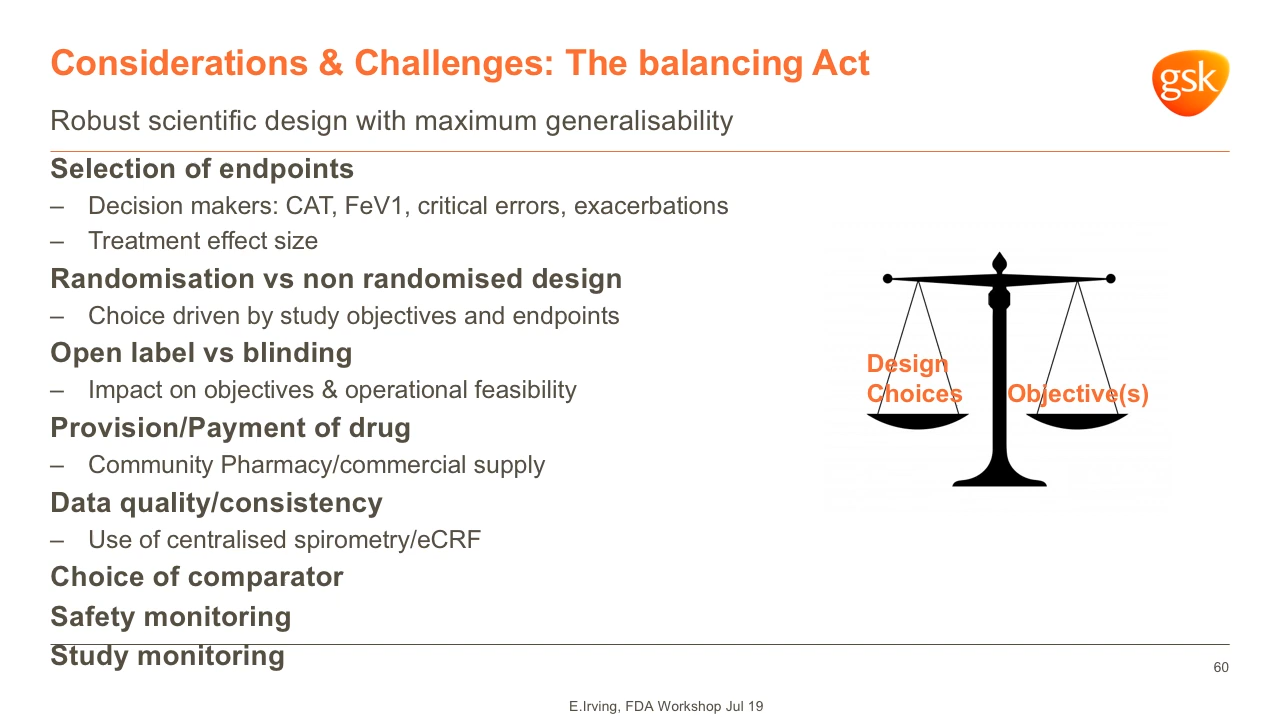 Considerations & Challenges: The balancing Act
gsk
Robust scientific design with maximum generalisability
Selection of endpoints
– Decision makers: CAT, FeV1, critical errors, exacerbations
– Treatment effect size
Randomisation vs non randomised design
– Choice driven by study objectives and endpoints
Open label vs blinding
– Impact on objectives & operational feasibility
Provision/Payment of drug
– Community Pharmacy/commercial supply
Data quality/consistency
– Use of centralised spirometry/eCRF
Choice of comparator
Safety monitoring
Study monitoring
Design
Choices
Objective(s)
60
E.Irving, FDA Workshop Jul 19